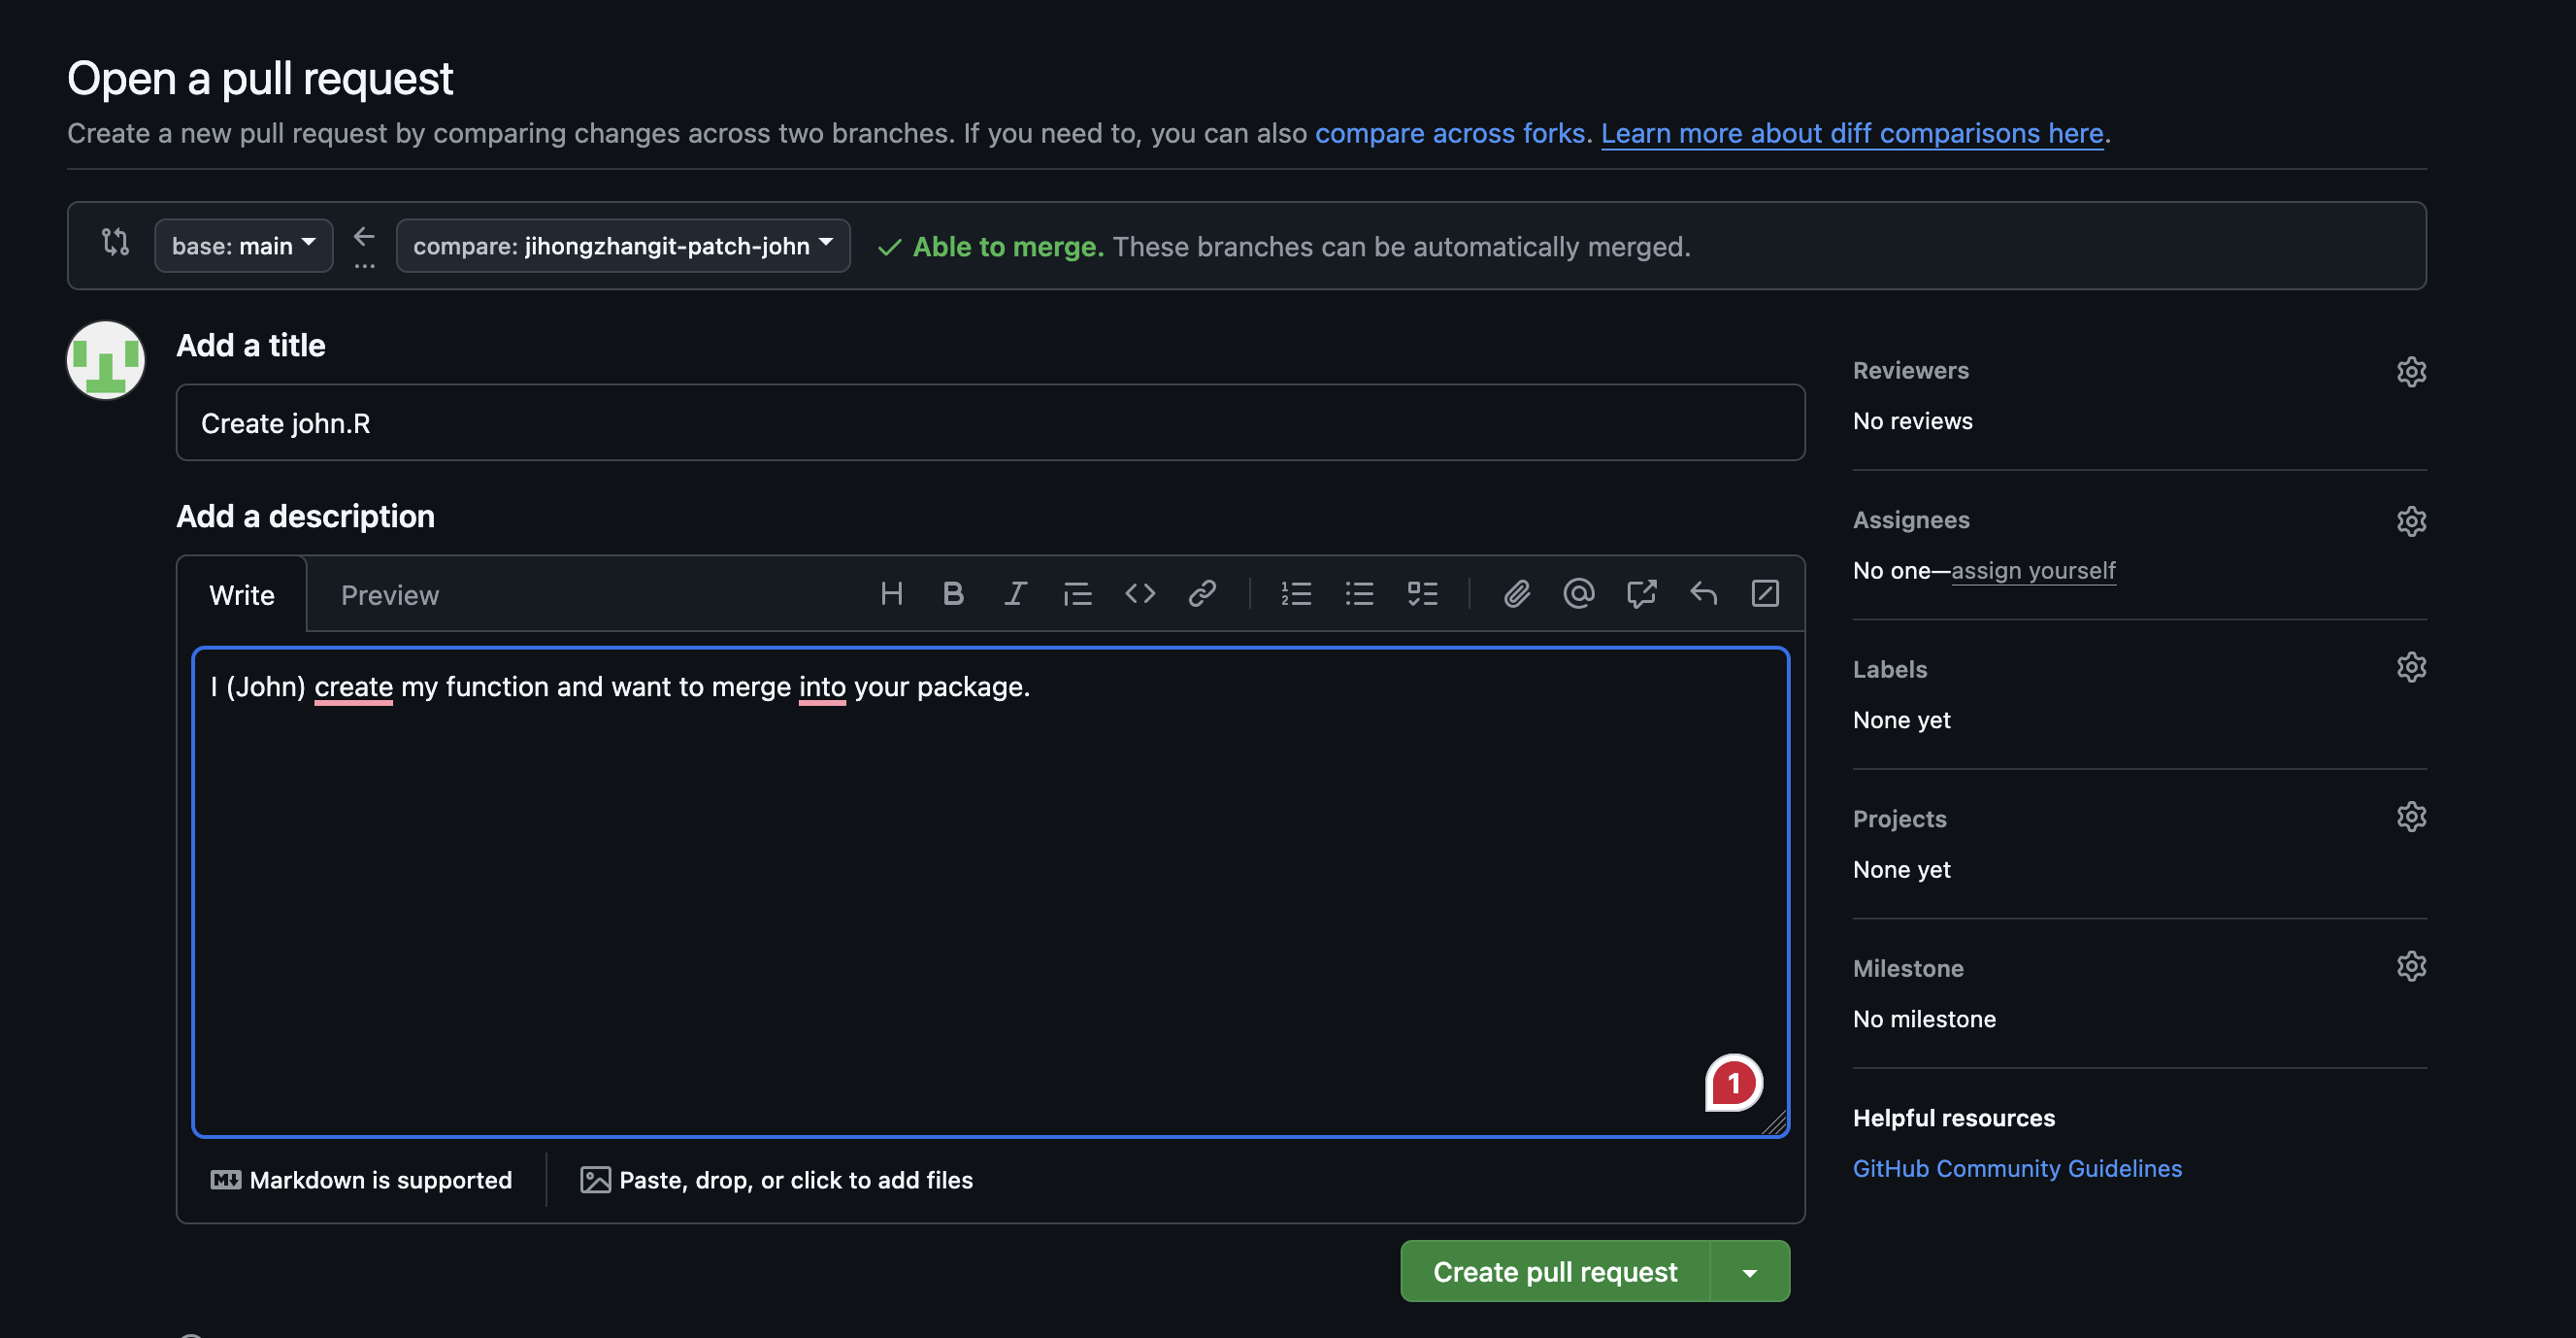 Open a pull request
Create a new pull request by comparing changes across two branches. If you need to, you can also compare across forks. Learn more about diff comparisons here.
base: main
compare: jihongzhangit-patch-john
Able to merge. These branches can be automatically merged.
Add a title
Create john.R
Add a description
Write
Preview
I (John) create my function and want to merge into your package.
1
Markdown is supported
Paste, drop, or click to add files
Create pull request
Reviewers
No reviews
Assignees
No one—assign yourself
Labels
None yet
Projects
None yet
Milestone
No milestone
Helpful resources
GitHub Community Guidelines